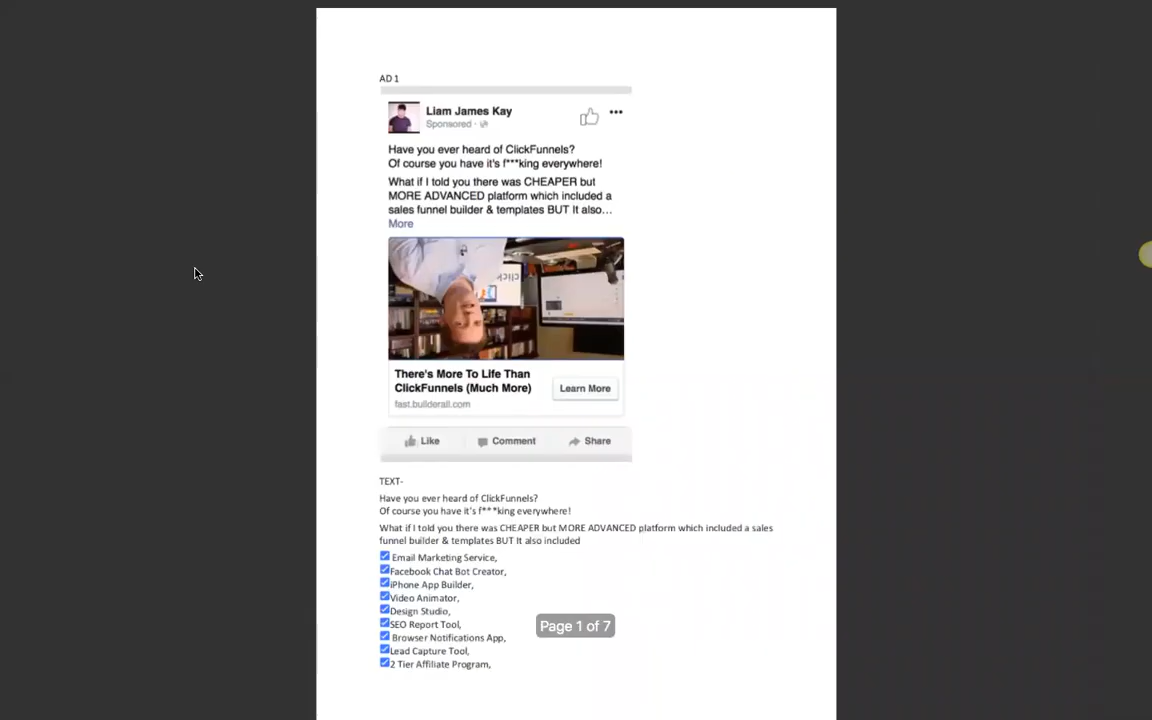 AD 1
Liam James Kay
Sponsored ·
Have you ever heard of ClickFunnels?
Of course you have it's f***king everywhere!
What if I told you there was CHEAPER but
MORE ADVANCED platform which included a
sales funnel builder & templates BUT It also...
More
There's More To Life Than
ClickFunnels (Much More)
Learn More
fast.builderall.com
Like
Comment
Share
TEXT-
Have you ever heard of ClickFunnels?
Of course you have it's f***king everywhere!
What if I told you there was CHEAPER but MORE ADVANCED platform which included a sales
funnel builder & templates BUT It also included
Email Marketing Service,
Facebook Chat Bot Creator,
iPhone App Builder,
Video Animator,
Design Studio,
SEO Report Tool,
Browser Notifications App,
Lead Capture Tool,
2 Tier Affiliate Program,
Page 1 of 7